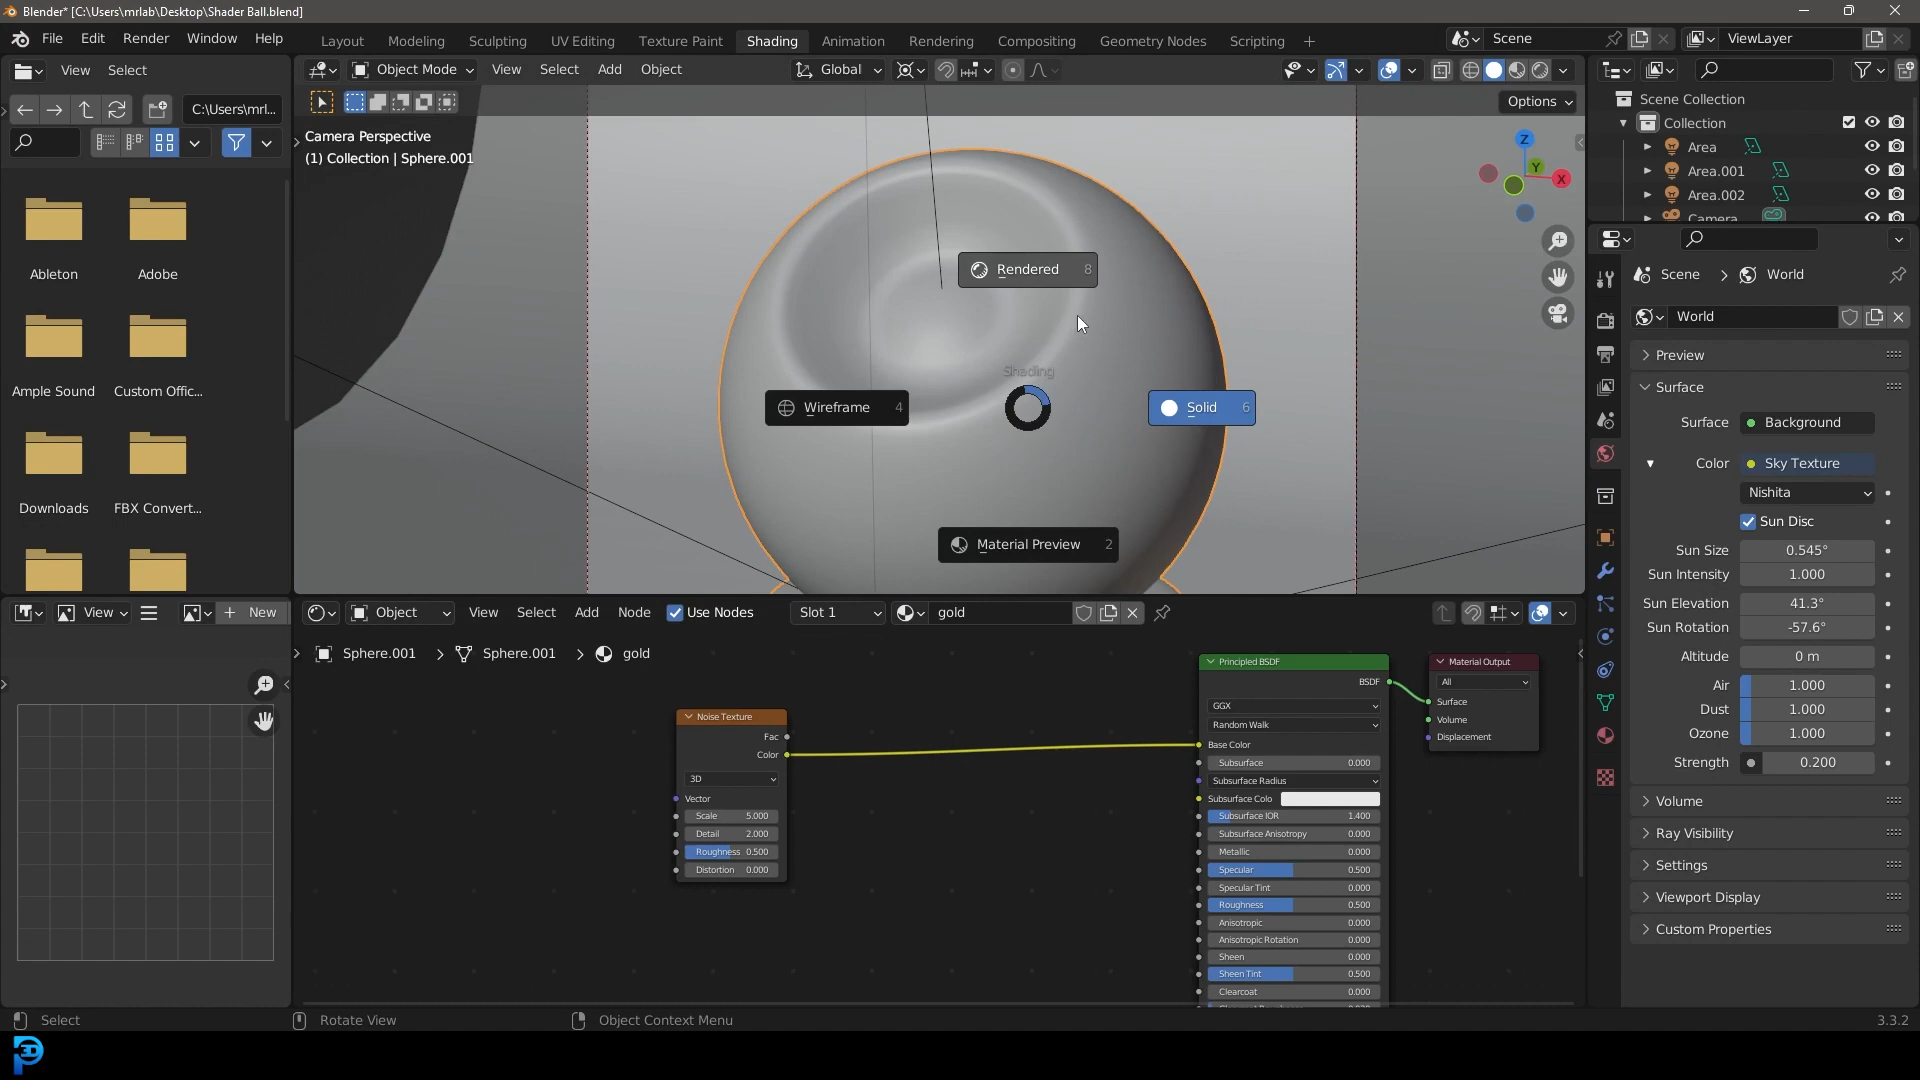 Blender* [C:\Users\mrlab\Desktop\Shader Ball.blend]
File Edit Render Window Help
Layout Modeling Sculpting UV Editing Texture Paint Shading Animation Rendering Compositing Geometry Nodes Scripting +
Scene ViewLayer
View Select
Object Mode View Select Add Object Global
C:\Users\mrl...
Options
Camera Perspective
(1) Collection | Sphere.001
Z
Y
X
Scene Collection
Collection
Area
Area.001
Area.002
Camera
Ableton Adobe
Ample Sound Custom Offic...
Downloads FBX Convert...
Rendered 8
Shading
Wireframe 4
Solid 6
Material Preview 2
Scene > World
World
Preview
Surface
Surface Background
Color Sky Texture
Nishita
Sun Disc
Sun Size 0.545°
Sun Intensity 1.000
Sun Elevation 41.3°
Sun Rotation -57.6°
Altitude 0 m
Air 1.000
Dust 1.000
Ozone 1.000
Strength 0.200
Volume
Ray Visibility
Settings
Viewport Display
Custom Properties
View + New
Object View Select Add Node Use Nodes Slot 1 gold
Sphere.001 > Sphere.001 > gold
Noise Texture
Fac
Color
3D
Vector
Scale 5.000
Detail 2.000
Roughness 0.500
Distortion 0.000
Principled BSDF
BSDF
GGX
Random Walk
Base Color
Subsurface 0.000
Subsurface Radius
Subsurface Colo
Subsurface IOR 1.400
Subsurface Anisotropy 0.000
Metallic 0.000
Specular 0.500
Specular Tint 0.000
Roughness 0.500
Anisotropic 0.000
Anisotropic Rotation 0.000
Sheen 0.000
Sheen Tint 0.500
Clearcoat 0.000
Material Output
All
Surface
Volume
Displacement
Select Rotate View Object Context Menu 3.3.2